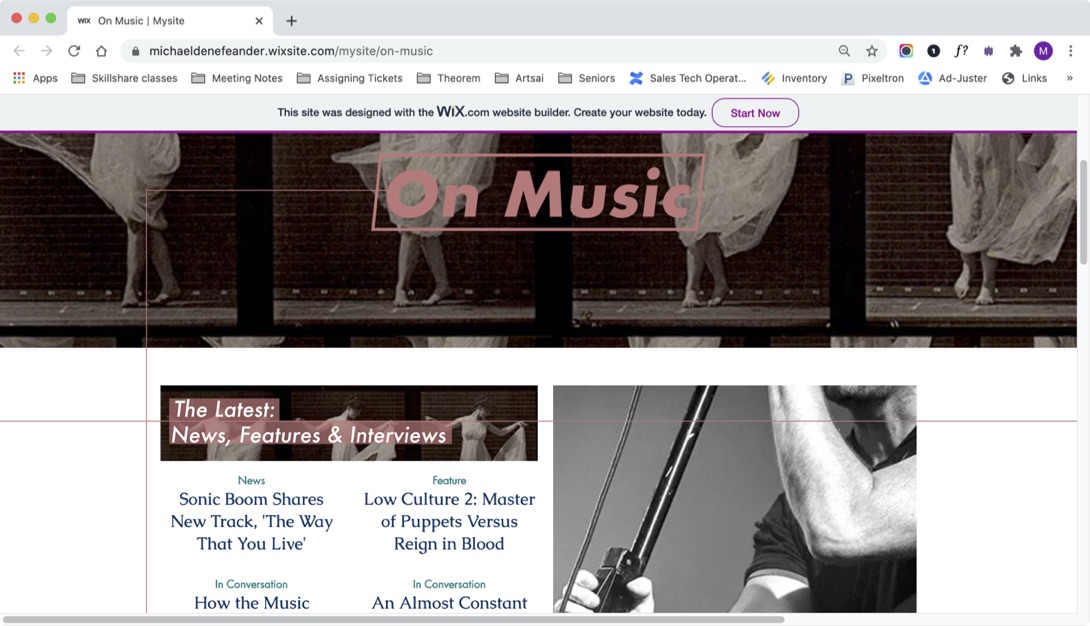 WiX On Music | Mysite
michaeldenefeander.wixsite.com/mysite/on-music
f?
M
Apps Skillshare classes Meeting Notes Assigning Tickets Theorem Artsai Seniors Sales Tech Operat... Inventory Pixeltron Ad-Juster Links »
This site was designed with the WiX.com website builder. Create your website today. Start Now
On Music
The Latest:
News, Features & Interviews
News
Sonic Boom Shares
New Track, 'The Way
That You Live'
Feature
Low Culture 2: Master
of Puppets Versus
Reign in Blood
In Conversation
How the Music
In Conversation
An Almost Constant